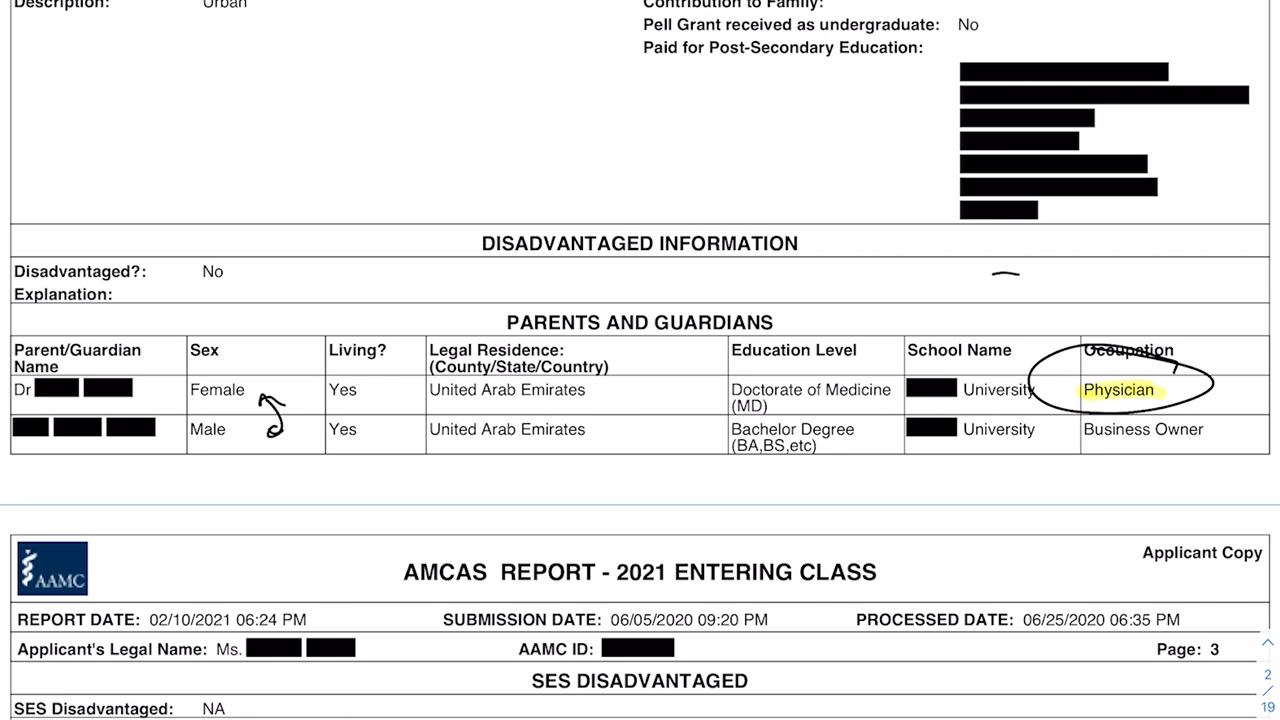 Description: Urban
Contribution to Family:
Pell Grant received as undergraduate: No
Paid for Post-Secondary Education:
DISADVANTAGED INFORMATION
Disadvantaged?: No
Explanation:
PARENTS AND GUARDIANS
Parent/Guardian Name Sex Living? Legal Residence: (County/State/Country) Education Level School Name Occupation
Dr Female Yes United Arab Emirates Doctorate of Medicine (MD) University Physician
Male Yes United Arab Emirates Bachelor Degree (BA,BS,etc) University Business Owner
AAMC
AMCAS REPORT - 2021 ENTERING CLASS
Applicant Copy
REPORT DATE: 02/10/2021 06:24 PM SUBMISSION DATE: 06/05/2020 09:20 PM PROCESSED DATE: 06/25/2020 06:35 PM
Applicant's Legal Name: Ms. AAMC ID: Page: 3
SES DISADVANTAGED
SES Disadvantaged: NA
2
/
19